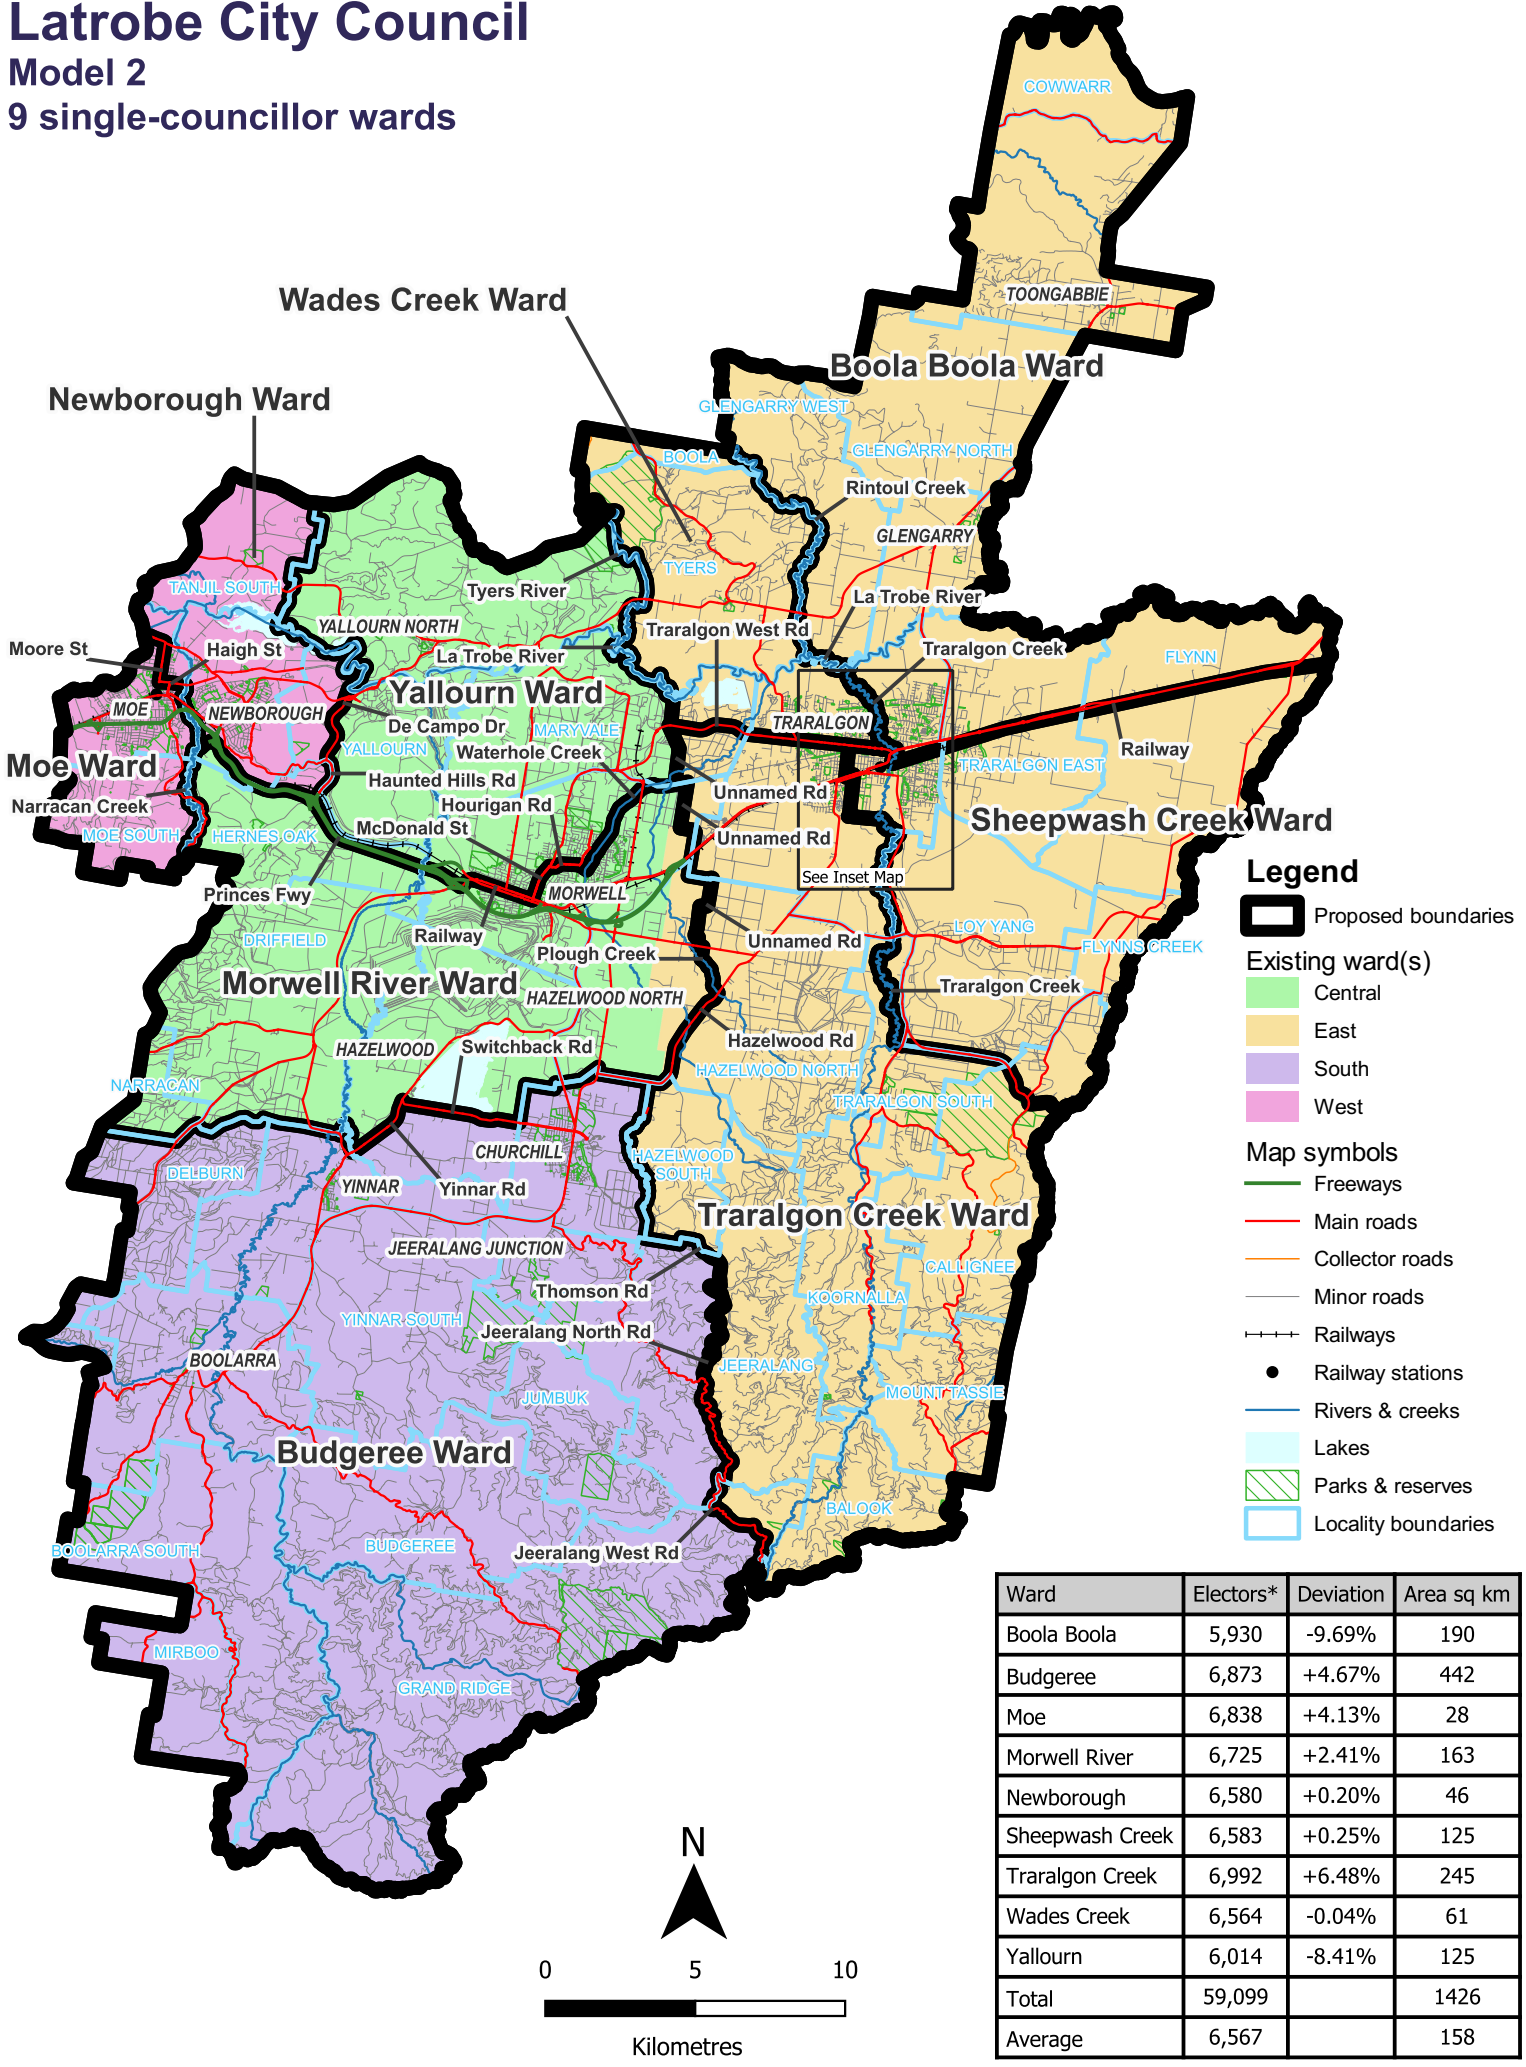 Latrobe City Council
Model 2
9 single-councillor wards
COWWARR
TOONGABBIE
Wades Creek Ward
Boola Boola Ward
Newborough Ward
GLENGARRY WEST
GLENGARRY NORTH
BOOLA
Rintoul Creek
GLENGARRY
TYERS
TANJIL SOUTH
Tyers River
La Trobe River
YALLOURN NORTH
Traralgon West Rd
Moore St
Haigh St
La Trobe River
Traralgon Creek
FLYNN
Yallourn Ward
MOE
NEWBOROUGH
De Campo Dr
MARYVALE
TRARALGON
YALLOURN
Waterhole Creek
Railway
Moe Ward
Haunted Hills Rd
TRARALGON EAST
Unnamed Rd
Narracan Creek
Hourigan Rd
MOE SOUTH
HERNES OAK
McDonald St
Unnamed Rd
Sheepwash Creek Ward
See Inset Map
Princes Fwy
MORWELL
DRIFFIELD
Railway
Unnamed Rd
LOY YANG
FLYNNS CREEK
Plough Creek
Morwell River Ward
HAZELWOOD NORTH
Traralgon Creek
HAZELWOOD
Switchback Rd
Hazelwood Rd
HAZELWOOD NORTH
NARRACAN
TRARALGON SOUTH
CHURCHILL
HAZELWOOD
SOUTH
DELBURN
YINNAR
Yinnar Rd
Traralgon Creek Ward
JEERALANG JUNCTION
CALLIGNEE
Thomson Rd
KOORNALLA
YINNAR SOUTH
Jeeralang North Rd
BOOLARRA
JEERALANG
JUMBUK
MOUNT TASSIE
Budgeree Ward
BALOOK
BOOLARRA SOUTH
BUDGEREE
Jeeralang West Rd
MIRBOO
GRAND RIDGE
Legend
Proposed boundaries
Existing ward(s)
Central
East
South
West
Map symbols
Freeways
Main roads
Collector roads
Minor roads
Railways
Railway stations
Rivers & creeks
Lakes
Parks & reserves
Locality boundaries
Ward Electors* Deviation Area sq km
Boola Boola 5,930 -9.69% 190
Budgeree 6,873 +4.67% 442
Moe 6,838 +4.13% 28
Morwell River 6,725 +2.41% 163
Newborough 6,580 +0.20% 46
Sheepwash Creek 6,583 +0.25% 125
Traralgon Creek 6,992 +6.48% 245
Wades Creek 6,564 -0.04% 61
Yallourn 6,014 -8.41% 125
Total 59,099 1426
Average 6,567 158
N
0 5 10
Kilometres